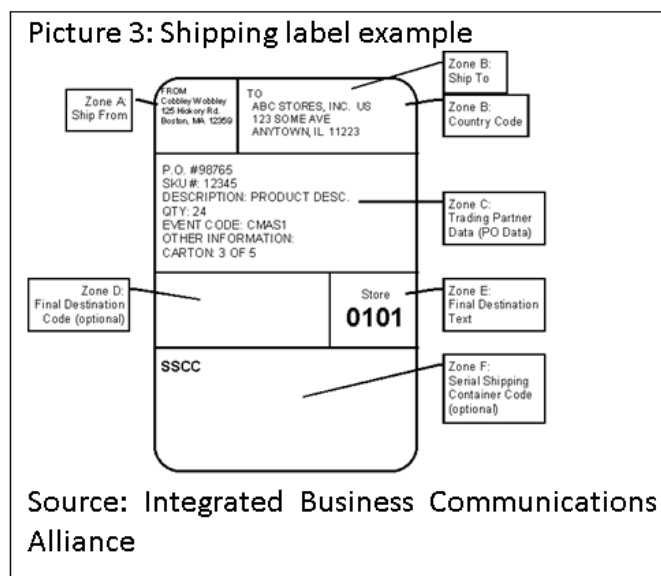 Picture 3: Shipping label example
Zone A:
Ship From
FROM
Cobbley Wobbley
125 Hickory Rd.
Boston, MA 12359
TO
ABC STORES, INC. US
123 SOME AVE
ANYTOWN, IL 11223
Zone B:
Ship To
Zone B:
Country Code
P.O. #98765
SKU #: 12345
DESCRIPTION: PRODUCT DESC.
QTY: 24
EVENT CODE: CMAS1
OTHER INFORMATION:
CARTON: 3 OF 5
Zone C:
Trading Partner
Data (PO Data)
Zone D:
Final Destination
Code (optional)
Store
0101
Zone E:
Final Destination
Text
SSCC
Zone F:
Serial Shipping
Container Code
(optional)
Source: Integrated Business Communications
Alliance